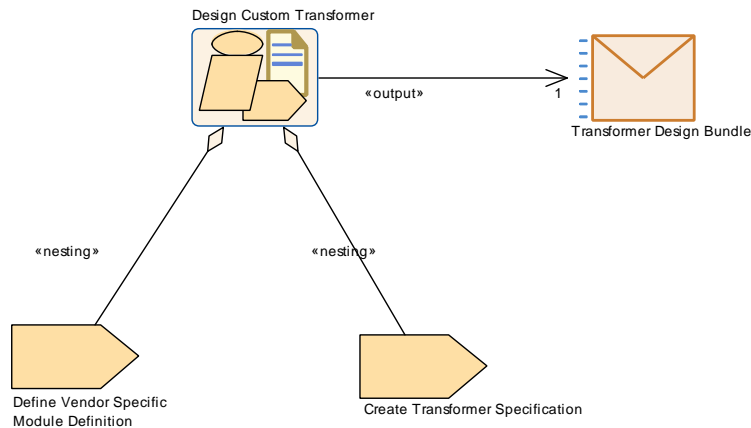 Design Custom Transformer
«output»
1
Transformer Design Bundle
«nesting»
«nesting»
Define Vendor Specific
Module Definition
Create Transformer Specification